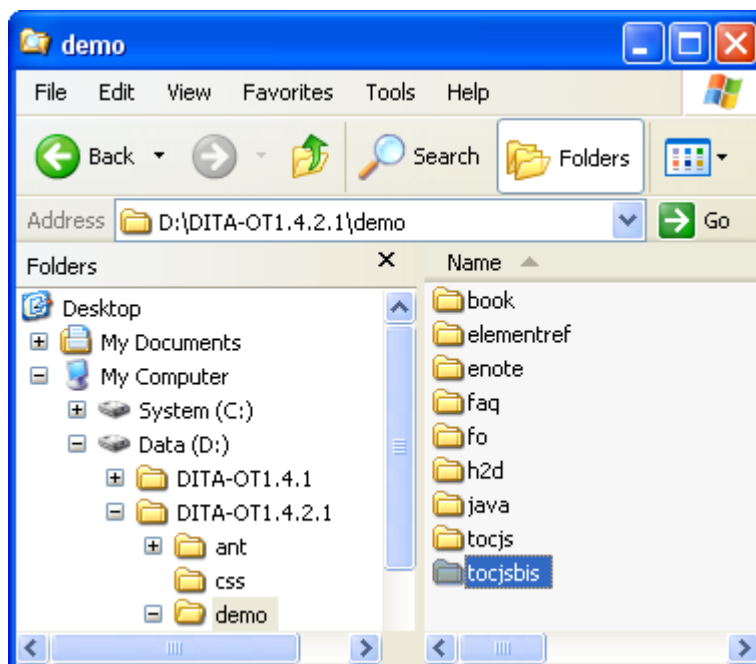 demo
File Edit View Favorites Tools Help
Back Search Folders
Address D:\DITA-OT1.4.2.1\demo Go
Folders
Desktop
My Documents
My Computer
System (C:)
Data (D:)
DITA-OT1.4.1
DITA-OT1.4.2.1
ant
css
demo
Name
book
elementref
enote
faq
fo
h2d
java
tocjs
tocjsbis